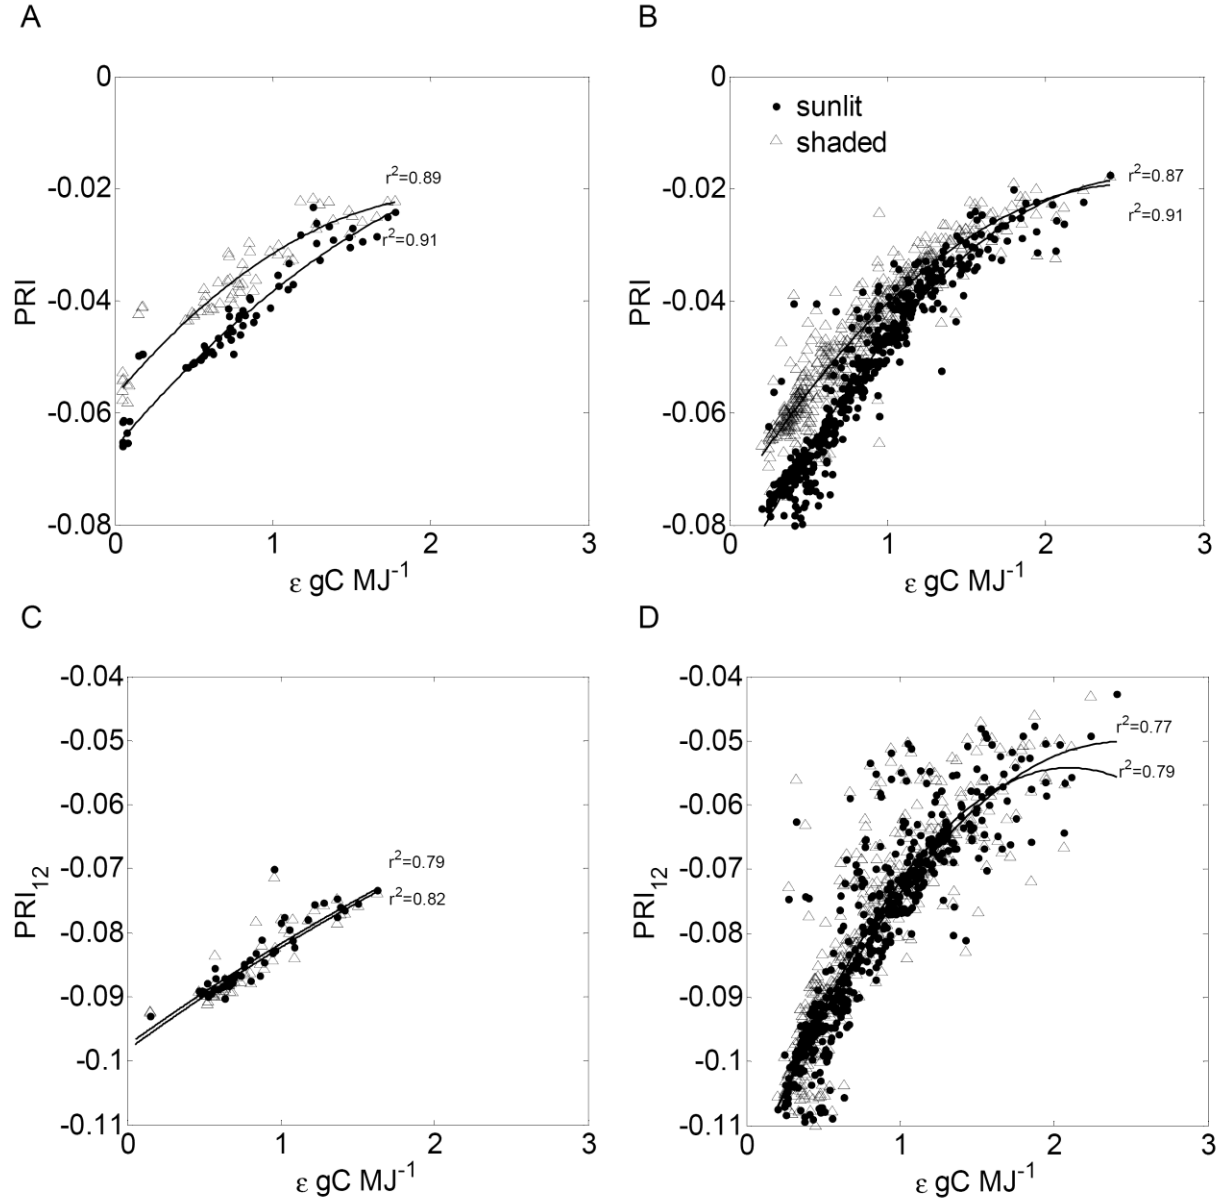 A
B
0
-0.02
-0.04
-0.06
-0.08
PRI
r²=0.89
r²=0.91
0
1
2
3
ε gC MJ⁻¹
0
-0.02
-0.04
-0.06
-0.08
PRI
sunlit
shaded
r²=0.87
r²=0.91
0
1
2
3
ε gC MJ⁻¹
C
D
-0.04
-0.05
-0.06
-0.07
-0.08
-0.09
-0.1
-0.11
PRI₁₂
r²=0.79
r²=0.82
0
1
2
3
ε gC MJ⁻¹
-0.04
-0.05
-0.06
-0.07
-0.08
-0.09
-0.1
-0.11
PRI₁₂
r²=0.77
r²=0.79
0
1
2
3
ε gC MJ⁻¹